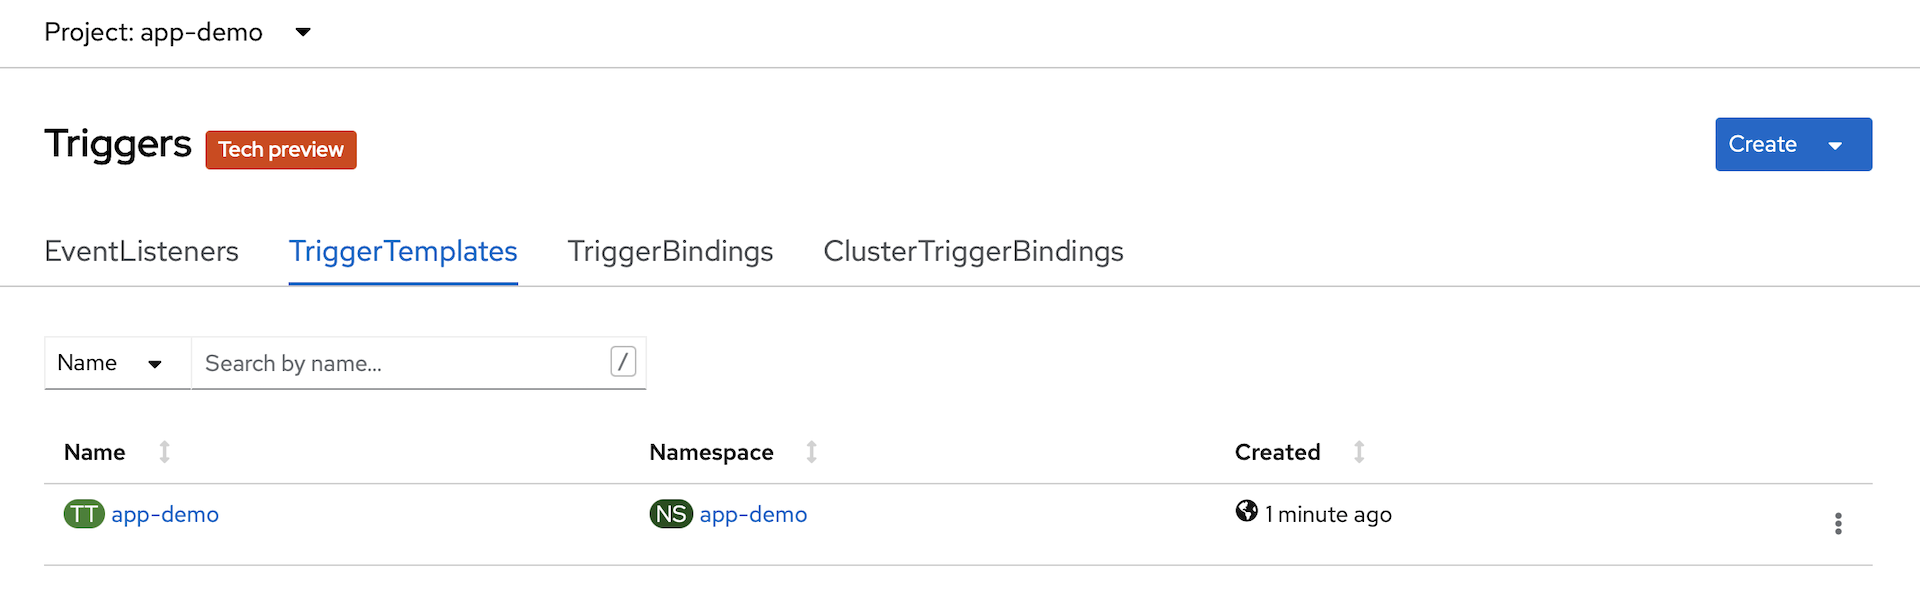 Project: app-demo
Triggers Tech preview
Create
EventListeners TriggerTemplates TriggerBindings ClusterTriggerBindings
Name Search by name... /
Name Namespace Created
TT app-demo NS app-demo 1 minute ago